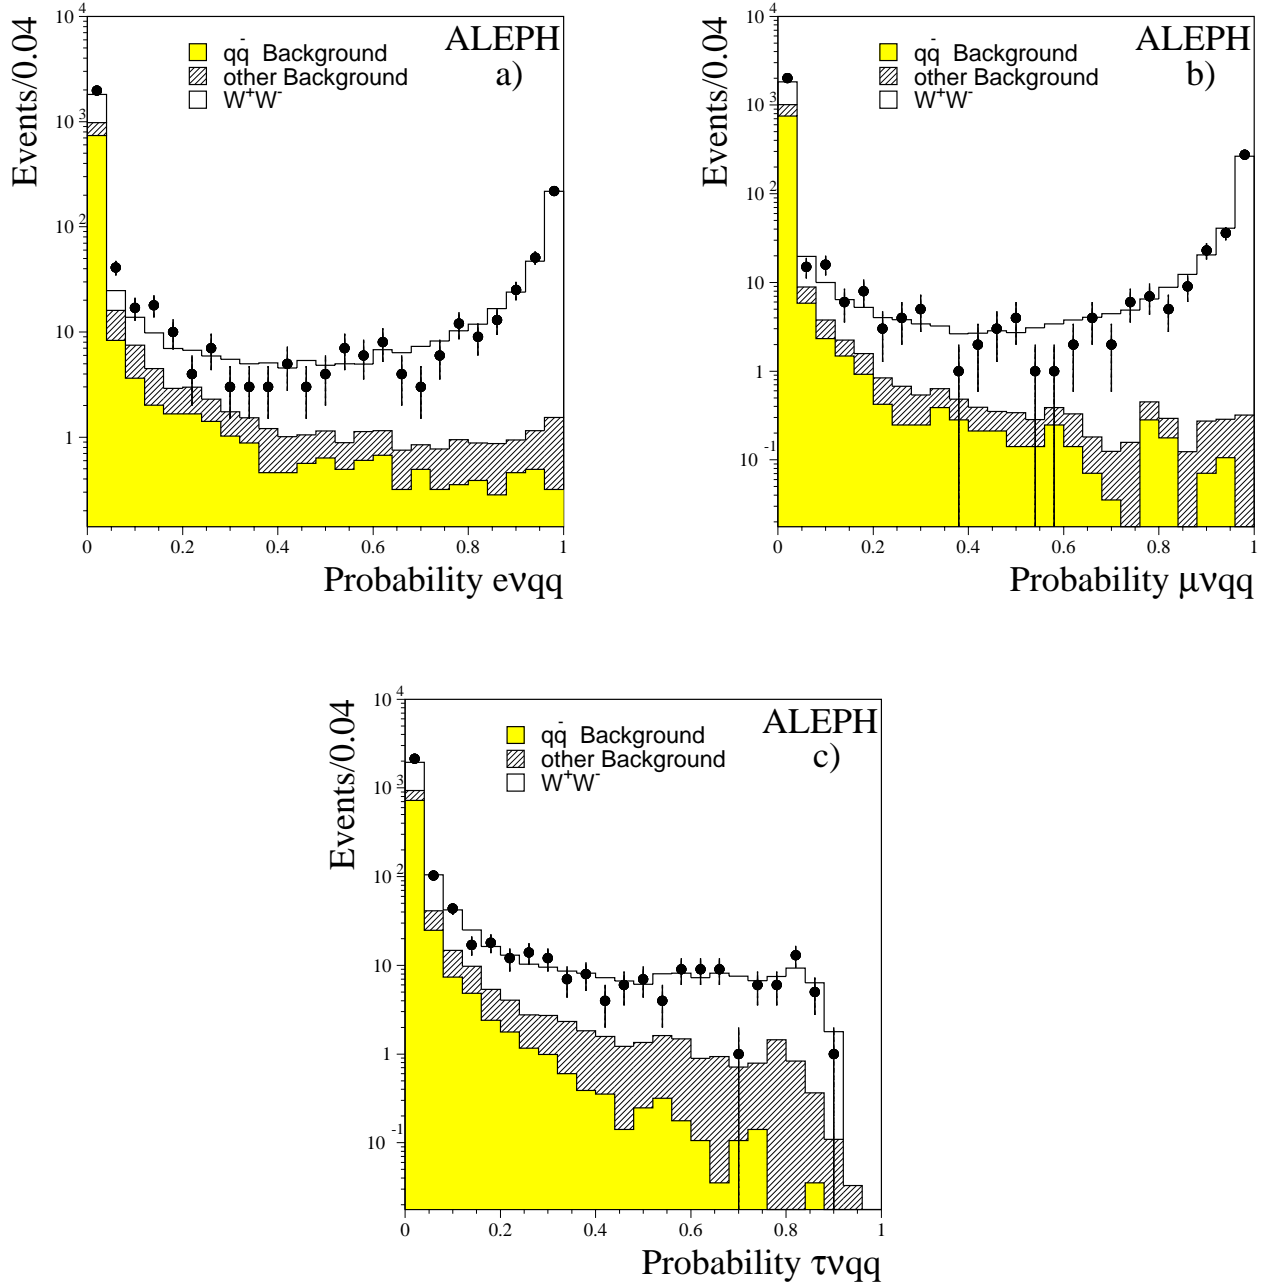 ALEPH
a)
qq̄ Background
other Background
W⁺W⁻
Events/0.04
10⁴
10³
10²
10
1
0 0.2 0.4 0.6 0.8 1
Probability eνqq
ALEPH
b)
qq̄ Background
other Background
W⁺W⁻
Events/0.04
10⁴
10³
10²
10
1
10⁻¹
0 0.2 0.4 0.6 0.8 1
Probability μνqq
ALEPH
c)
qq̄ Background
other Background
W⁺W⁻
Events/0.04
10⁴
10³
10²
10
1
10⁻¹
0 0.2 0.4 0.6 0.8 1
Probability τνqq